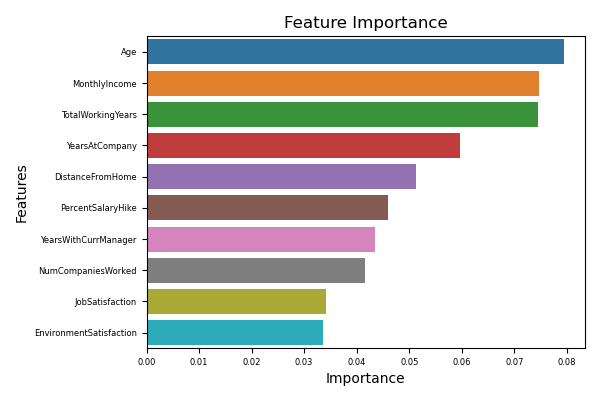 Feature Importance
Features
Age
MonthlyIncome
TotalWorkingYears
YearsAtCompany
DistanceFromHome
PercentSalaryHike
YearsWithCurrManager
NumCompaniesWorked
JobSatisfaction
EnvironmentSatisfaction
0.00 0.01 0.02 0.03 0.04 0.05 0.06 0.07 0.08
Importance